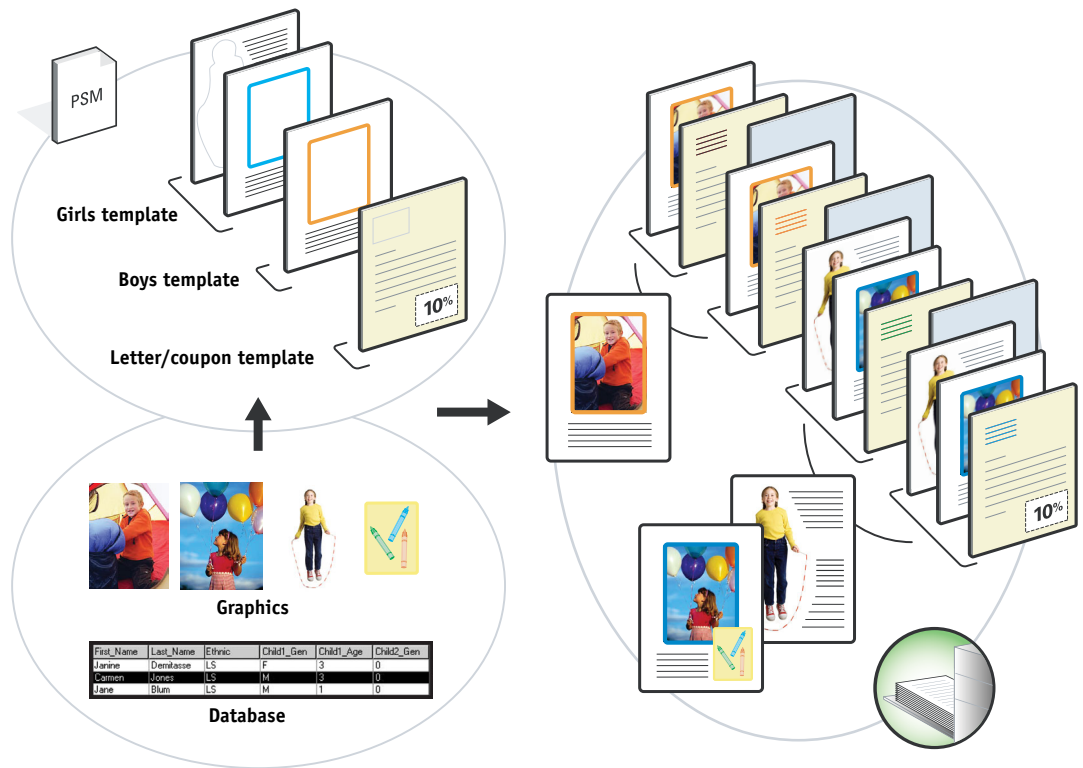 PSM
Girls template
Boys template
10%
Letter/coupon template
Graphics
First_Name Last_Name Ethnic Child1_Gen Child1_Age Child2_Gen
Janine Demitasse LS F 3 0
Carmen Jones LS M 3 0
Jane Blum LS M 1 0
Database
10%